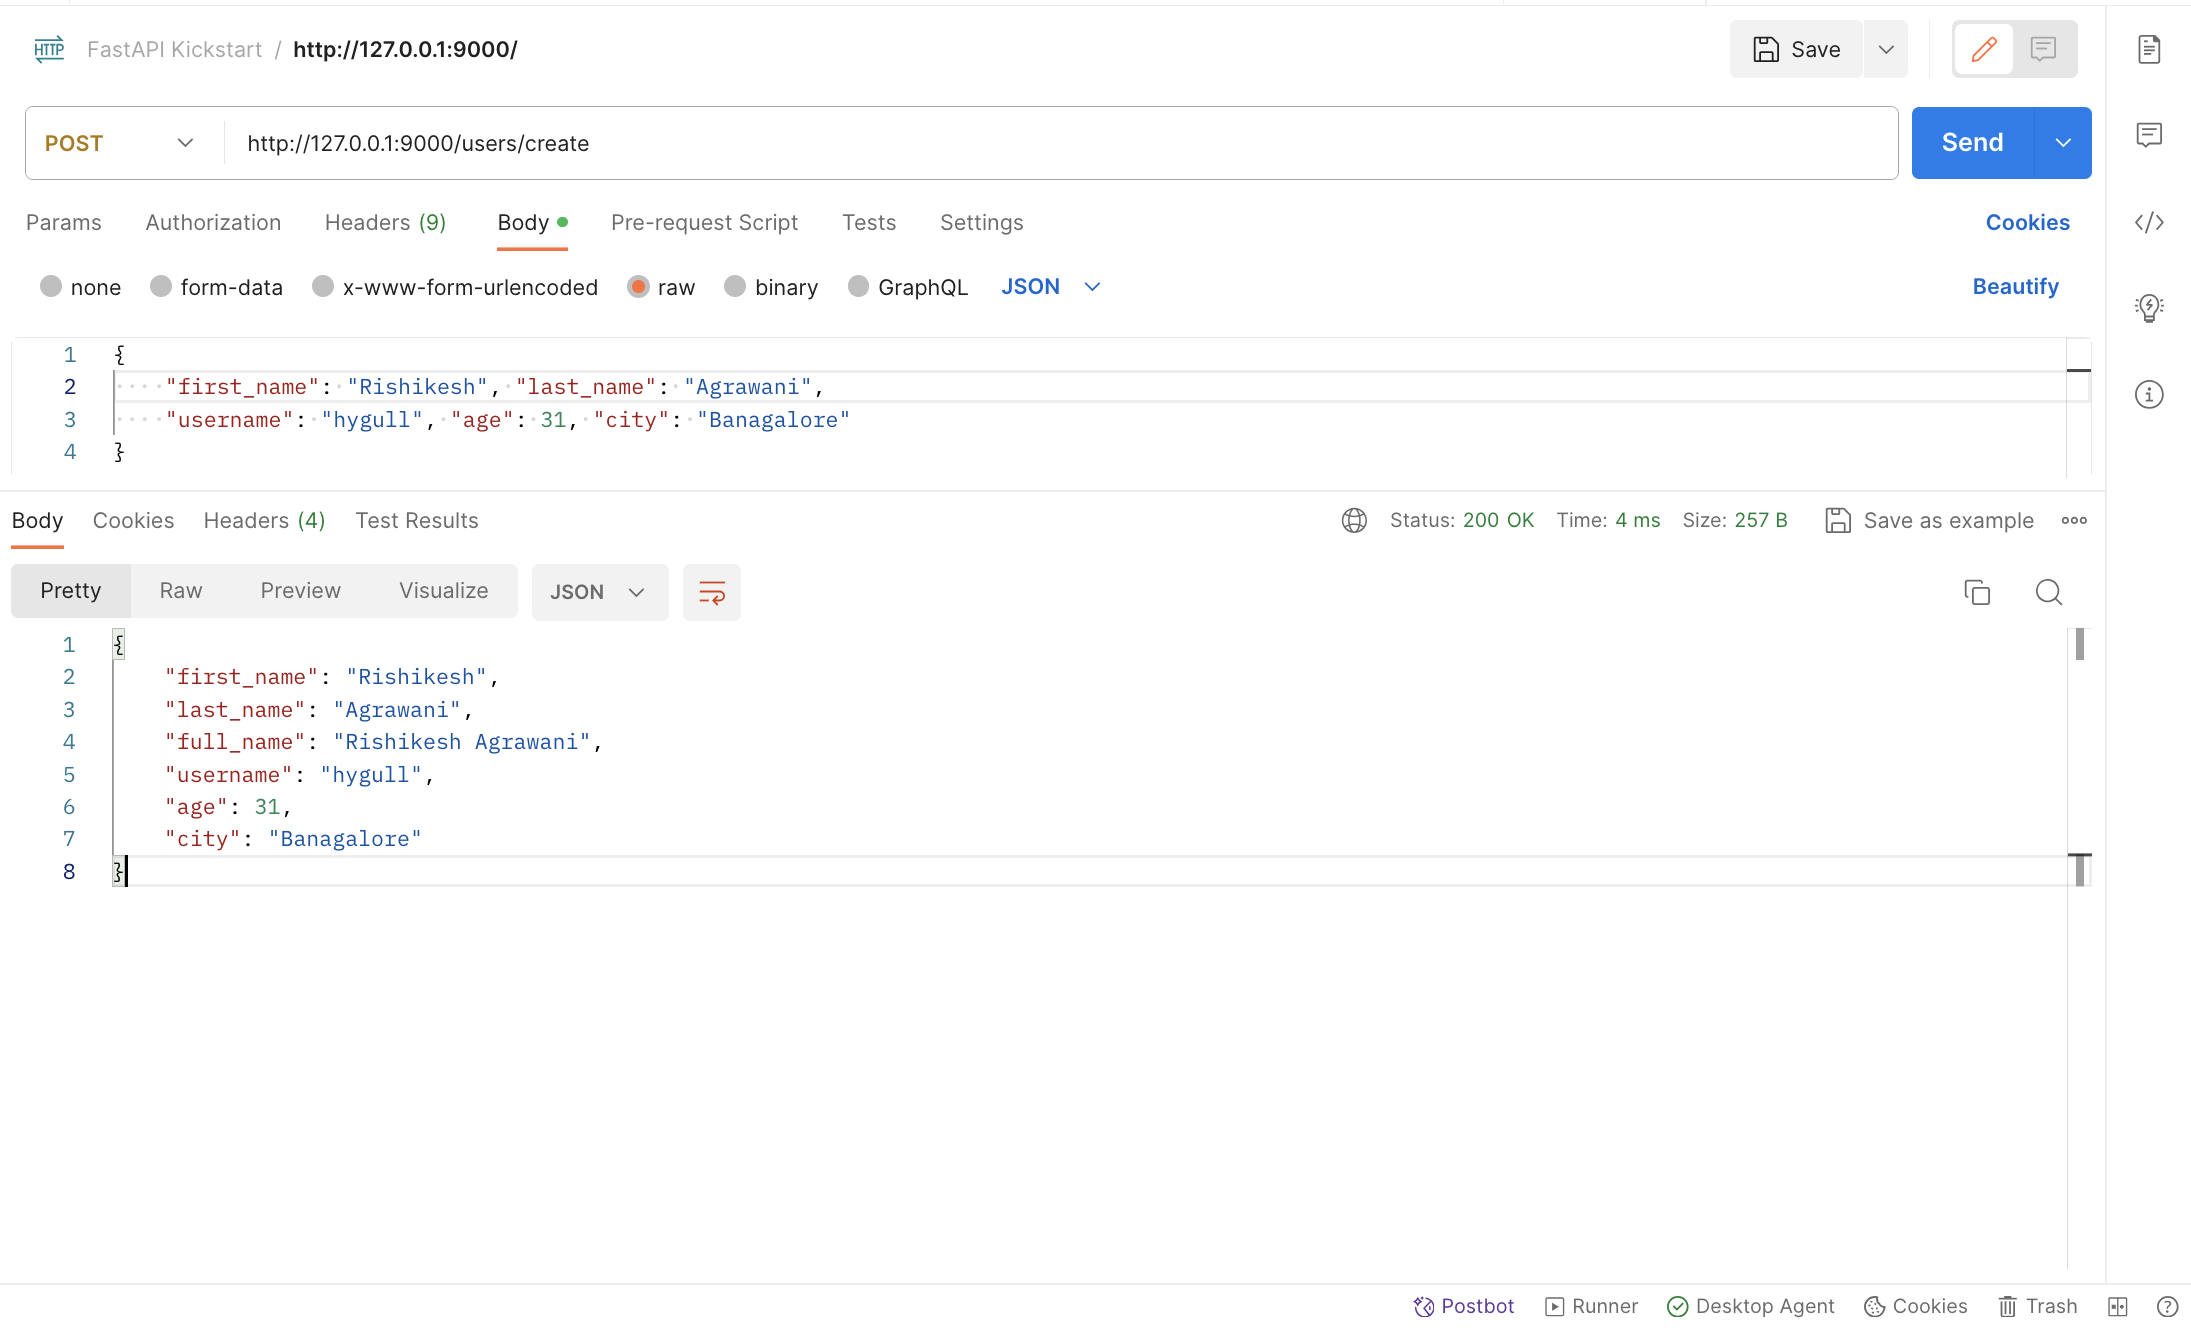 HTTP FastAPI Kickstart / http://127.0.0.1:9000/ Save
POST http://127.0.0.1:9000/users/create Send
Params Authorization Headers (9) Body Pre-request Script Tests Settings Cookies
none form-data x-www-form-urlencoded raw binary GraphQL JSON Beautify
1 {
2 "first_name": "Rishikesh", "last_name": "Agrawani",
3 "username": "hygull", "age": 31, "city": "Banagalore"
4 }
Body Cookies Headers (4) Test Results Status: 200 OK Time: 4 ms Size: 257 B Save as example
Pretty Raw Preview Visualize JSON
1 {
2 "first_name": "Rishikesh",
3 "last_name": "Agrawani",
4 "full_name": "Rishikesh Agrawani",
5 "username": "hygull",
6 "age": 31,
7 "city": "Banagalore"
8 }
Postbot Runner Desktop Agent Cookies Trash